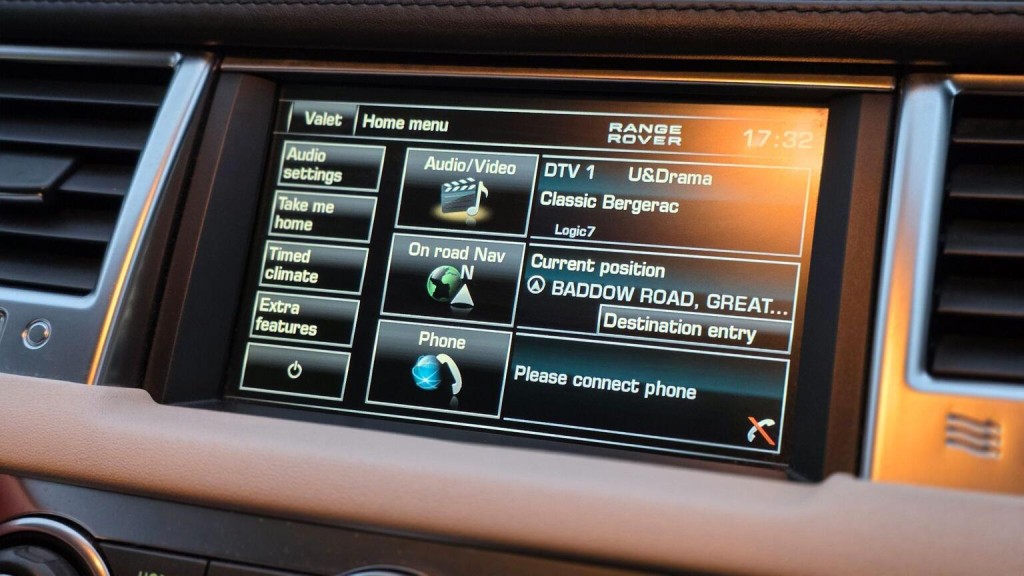 Valet
Home menu
RANGE
ROVER
17:32
Audio
settings
Take me
home
Timed
climate
Extra
features
Audio/Video
DTV 1 U&Drama
Classic Bergerac
Logic7
On road Nav
N
Current position
BADDOW ROAD, GREAT...
Destination entry
Phone
Please connect phone